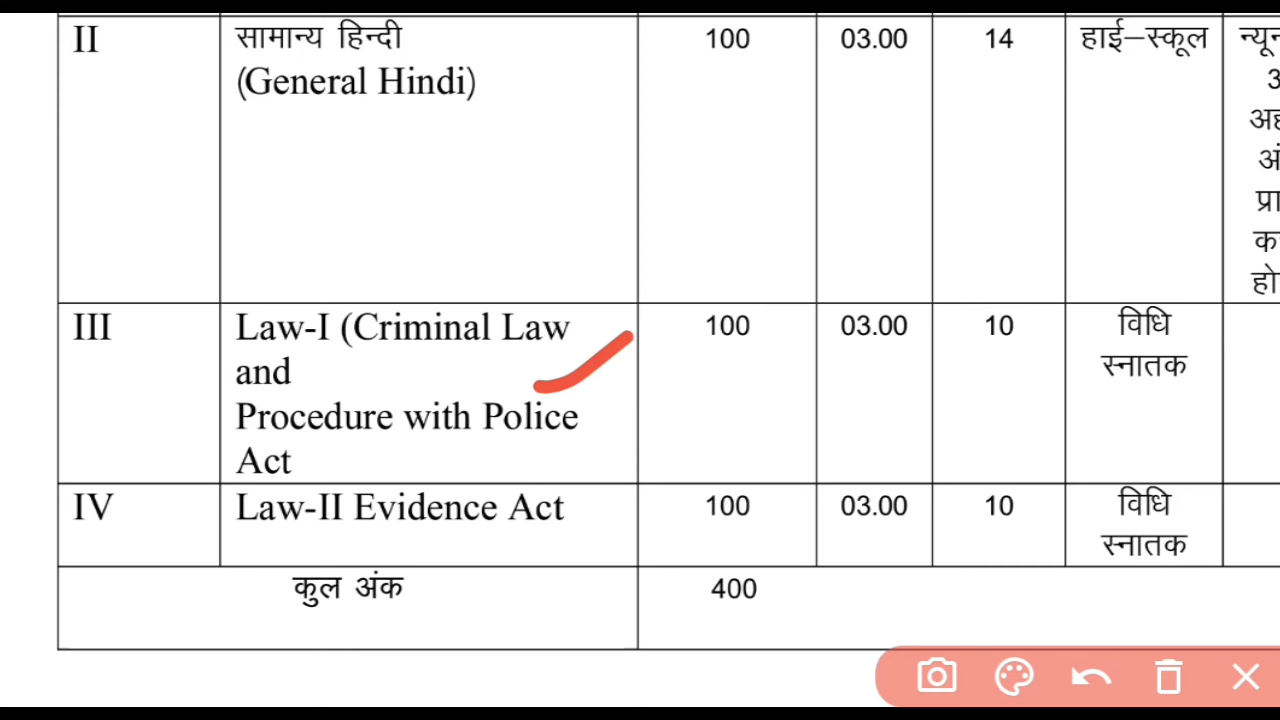 II सामान्य हिन्दी 100 03.00 14 हाई–स्कूल
(General Hindi)
III Law-I (Criminal Law 100 03.00 10 विधि
and स्नातक
Procedure with Police
Act
IV Law-II Evidence Act 100 03.00 10 विधि
स्नातक
कुल अंक 400